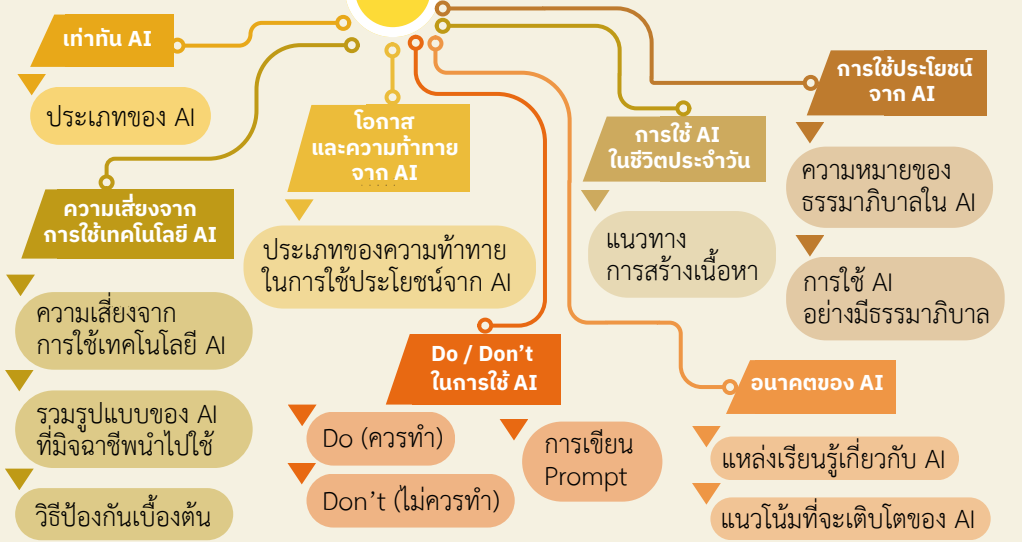 เท่าทัน AI
ประเภทของ AI
ความเสี่ยงจาก
การใช้เทคโนโลยี AI
ความเสี่ยงจาก
การใช้เทคโนโลยี AI
รวมรูปแบบของ AI
ที่มิจฉาชีพนำไปใช้
วิธีป้องกันเบื้องต้น
โอกาส
และความท้าทาย
จาก AI
ประเภทของความท้าทาย
ในการใช้ประโยชน์จาก AI
Do / Don’t
ในการใช้ AI
Do (ควรทำ)
Don’t (ไม่ควรทำ)
การเขียน
Prompt
การใช้ AI
ในชีวิตประจำวัน
แนวทาง
การสร้างเนื้อหา
การใช้ประโยชน์
จาก AI
ความหมายของ
ธรรมาภิบาลใน AI
การใช้ AI
อย่างมีธรรมาภิบาล
อนาคตของ AI
แหล่งเรียนรู้เกี่ยวกับ AI
แนวโน้มที่จะเติบโตของ AI